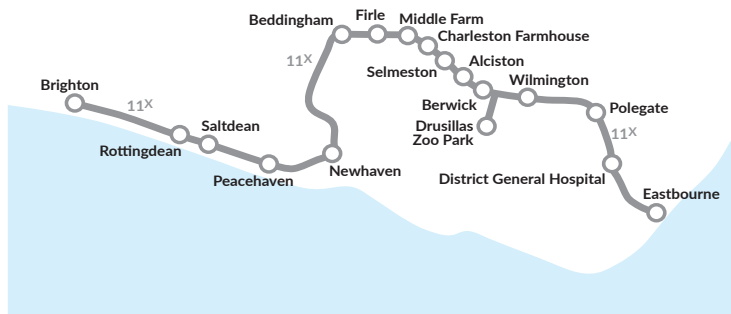 Beddingham
Firle
Middle Farm
Charleston Farmhouse
11X
Selmeston
Alciston
Wilmington
Brighton
11X
Berwick
Polegate
Saltdean
Drusillas
Zoo Park
11X
Rottingdean
Newhaven
Peacehaven
District General Hospital
Eastbourne